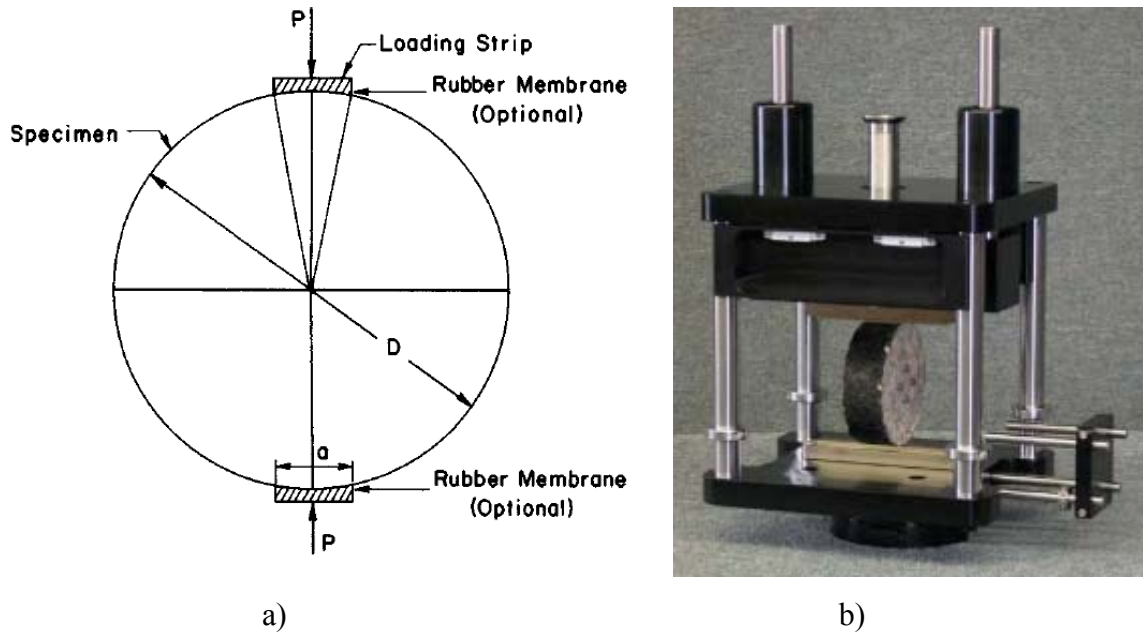 P
Loading Strip
Rubber Membrane
(Optional)
Specimen
D
a
Rubber Membrane
(Optional)
P
a)
b)